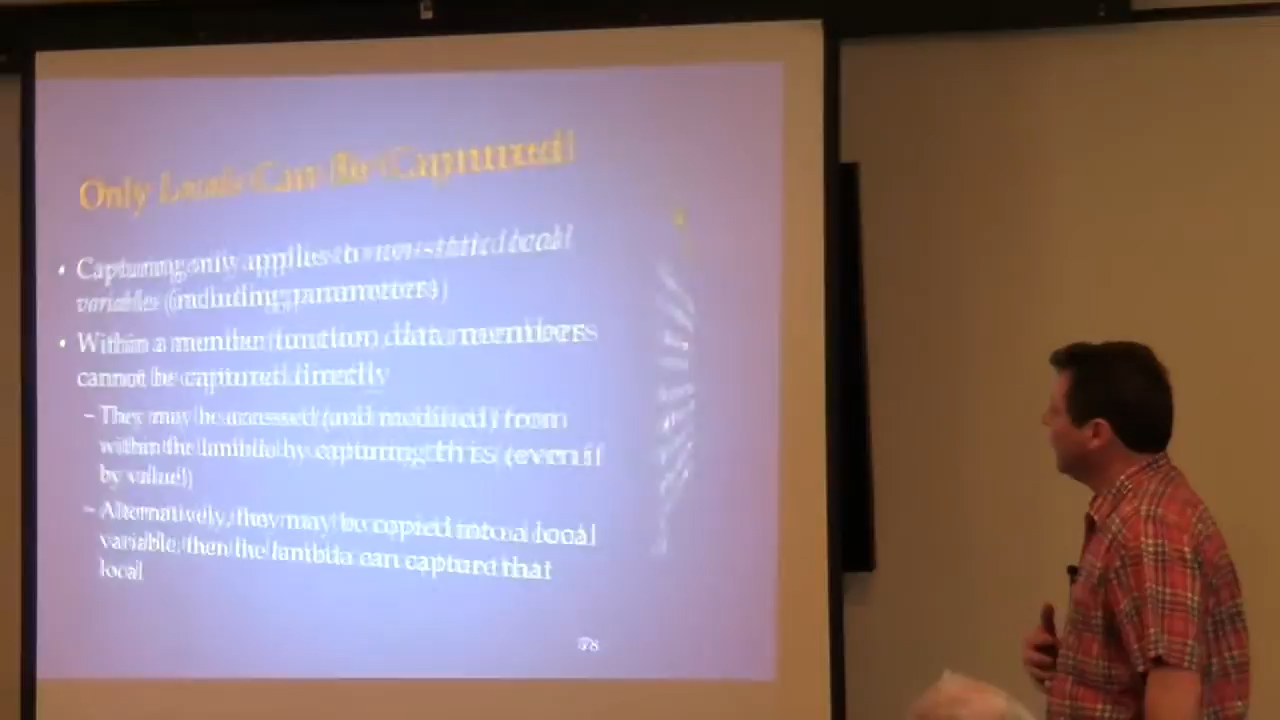 Only Locals Can Be Captured!
• Capturing only applies to non-static local
variables (including parameters)
• Within a member function, data members
cannot be captured directly
– They may be accessed (and modified) from
within the lambda by capturing this (even if
by value!)
– Alternatively, they may be copied into a local
variable, then the lambda can capture that
local